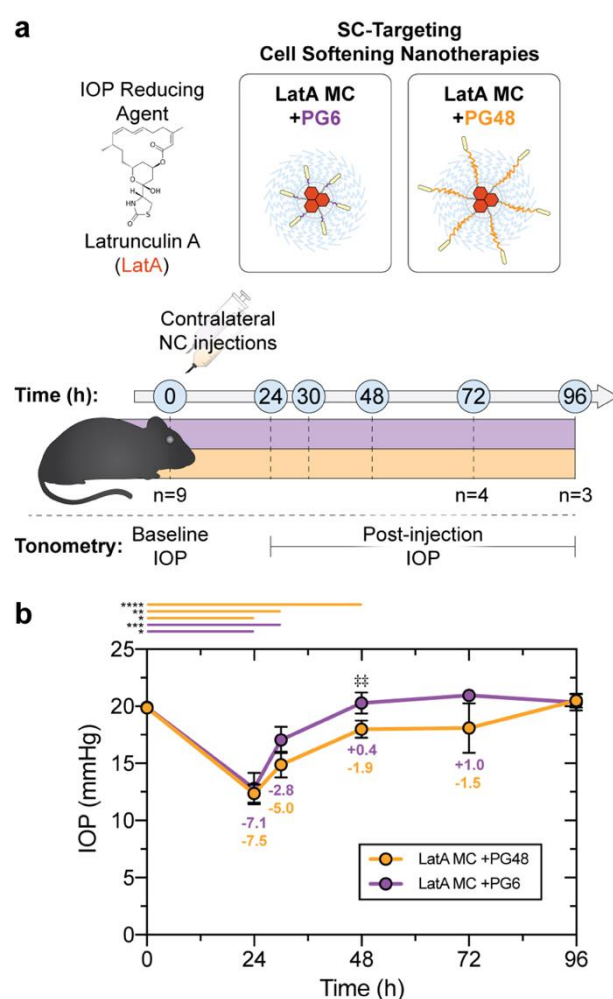 a
SC-Targeting
Cell Softening Nanotherapies
IOP Reducing
Agent
O
O
O
H
OH
HN
S
O
Latrunculin A
(LatA)
LatA MC
+PG6
LatA MC
+PG48
Contralateral
NC injections
Time (h):
0
24
30
48
72
96
n=9
n=4
n=3
Tonometry:
Baseline
IOP
Post-injection
IOP
b
****
**
*
***
*
IOP (mmHg)
25
20
15
10
5
0
‡‡
-7.1
-7.5
-2.8
-5.0
+0.4
-1.9
+1.0
-1.5
LatA MC +PG48
LatA MC +PG6
0
24
48
72
96
Time (h)